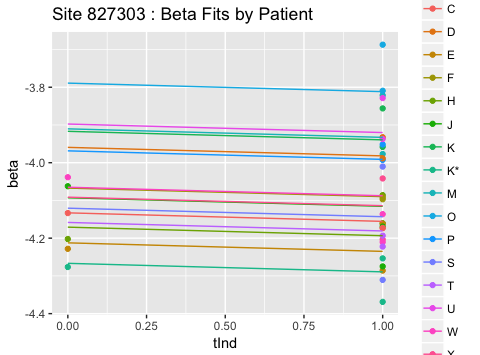 Site 827303 : Beta Fits by Patient
-3.8
-4.0
-4.2
-4.4
beta
0.00
0.25
0.50
0.75
1.00
tInd
C
D
E
F
H
J
K
K*
M
O
P
S
T
U
W